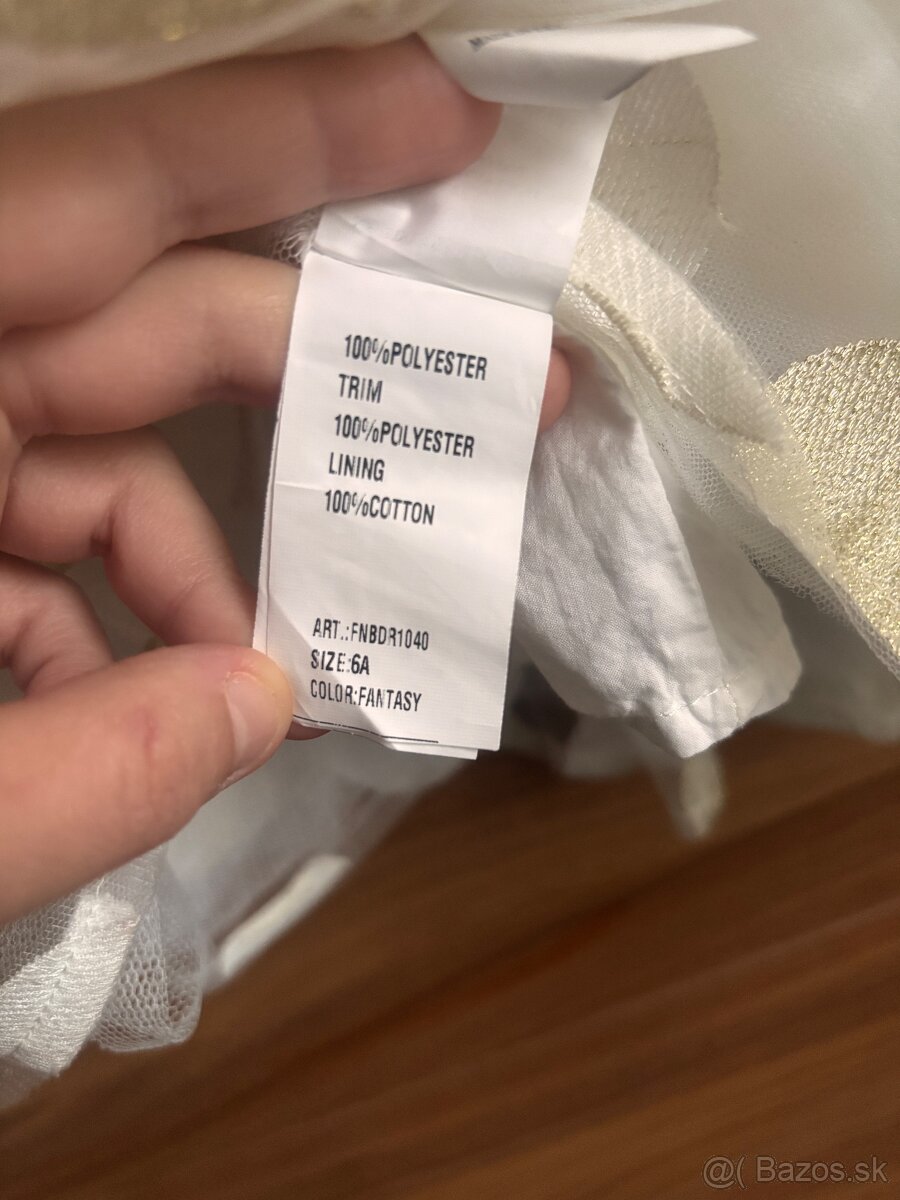 100%POLYESTER
TRIM
100%POLYESTER
LINING
100%COTTON
ART.:FNBDR1040
SIZE:6A
COLOR:FANTASY
@( Bazos.sk